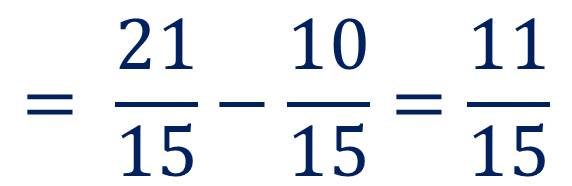 = 21/15 − 10/15 = 11/15